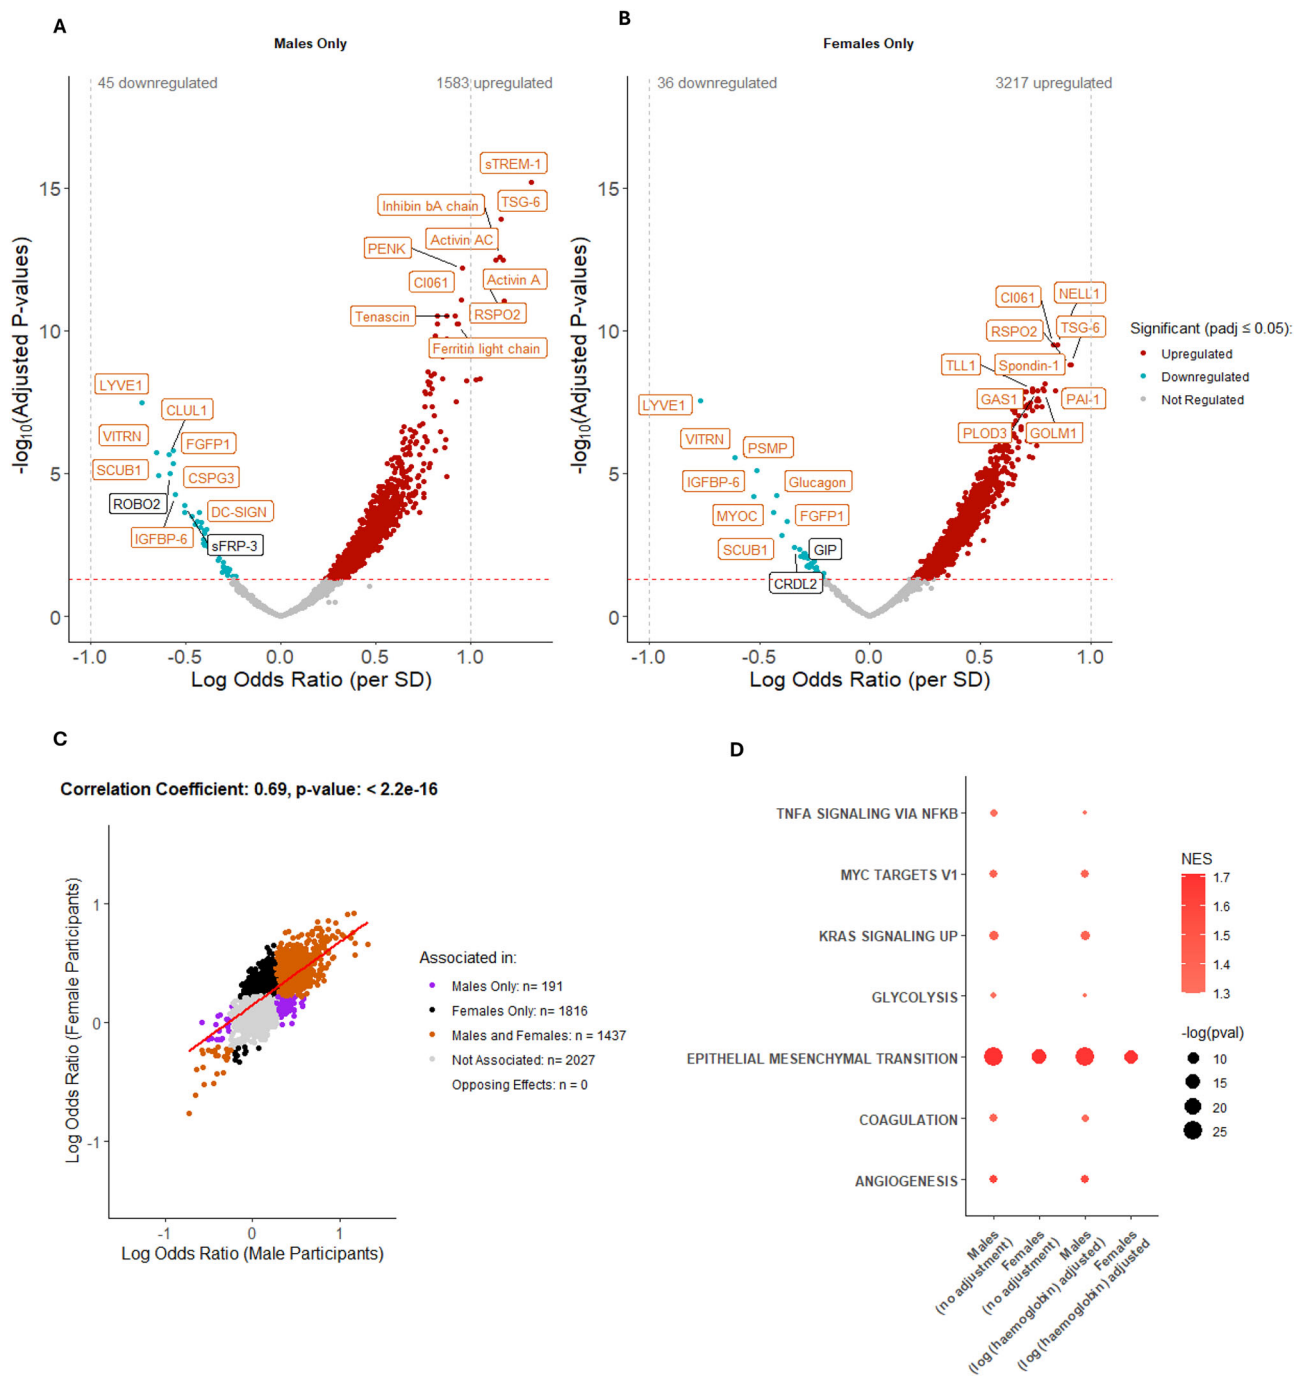 A
Males Only
45 downregulated
1583 upregulated
sTREM-1
TSG-6
Inhibin bA chain
Activin AC
PENK
CI061
Activin A
Tenascin
RSPO2
Ferritin light chain
LYVE1
CLUL1
VITRN
FGFP1
SCUB1
CSPG3
ROBO2
DC-SIGN
IGFBP-6
sFRP-3
15
10
5
0
-log10(Adjusted P-values)
-1.0
-0.5
0.0
0.5
1.0
Log Odds Ratio (per SD)
B
Females Only
36 downregulated
3217 upregulated
CI061
NELL1
RSPO2
TSG-6
TLL1
Spondin-1
GAS1
PAI-1
PLOD3
GOLM1
LYVE1
VITRN
PSMP
IGFBP-6
Glucagon
MYOC
FGFP1
SCUB1
GIP
CRDL2
15
10
5
0
-log10(Adjusted P-values)
-1.0
-0.5
0.0
0.5
1.0
Log Odds Ratio (per SD)
Significant (padj ≤ 0.05):
Upregulated
Downregulated
Not Regulated
C
Correlation Coefficient: 0.69, p-value: < 2.2e-16
1
0
-1
Log Odds Ratio (Female Participants)
-1
0
1
Log Odds Ratio (Male Participants)
Associated in:
Males Only: n= 191
Females Only: n= 1816
Males and Females: n = 1437
Not Associated: n= 2027
Opposing Effects: n = 0
D
TNFA SIGNALING VIA NFKB
MYC TARGETS V1
KRAS SIGNALING UP
GLYCOLYSIS
EPITHELIAL MESENCHYMAL TRANSITION
COAGULATION
ANGIOGENESIS
Males
(no adjustment)
Females
(no adjustment)
Males
(log(haemoglobin) adjusted)
Females
(log(haemoglobin) adjusted
NES
1.7
1.6
1.5
1.4
1.3
-log(pval)
10
15
20
25